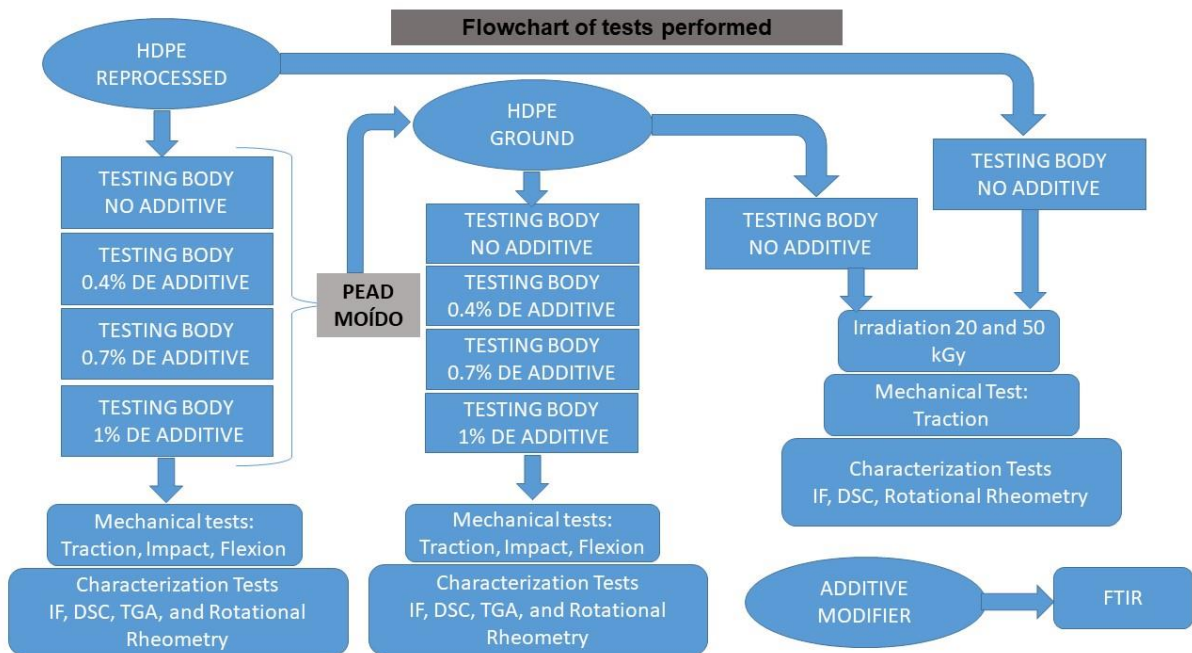 Flowchart of tests performed
HDPE
REPROCESSED
TESTING BODY
NO ADDITIVE
TESTING BODY
0.4% DE ADDITIVE
TESTING BODY
0.7% DE ADDITIVE
TESTING BODY
1% DE ADDITIVE
Mechanical tests:
Traction, Impact, Flexion
Characterization Tests
IF, DSC, TGA, and Rotational
Rheometry
PEAD
MOÍDO
HDPE
GROUND
TESTING BODY
NO ADDITIVE
TESTING BODY
0.4% DE ADDITIVE
TESTING BODY
0.7% DE ADDITIVE
TESTING BODY
1% DE ADDITIVE
Mechanical tests:
Traction, Impact, Flexion
Characterization Tests
IF, DSC, TGA, and Rotational
Rheometry
TESTING BODY
NO ADDITIVE
TESTING BODY
NO ADDITIVE
Irradiation 20 and 50
kGy
Mechanical Test:
Traction
Characterization Tests
IF, DSC, Rotational Rheometry
ADDITIVE
MODIFIER
FTIR